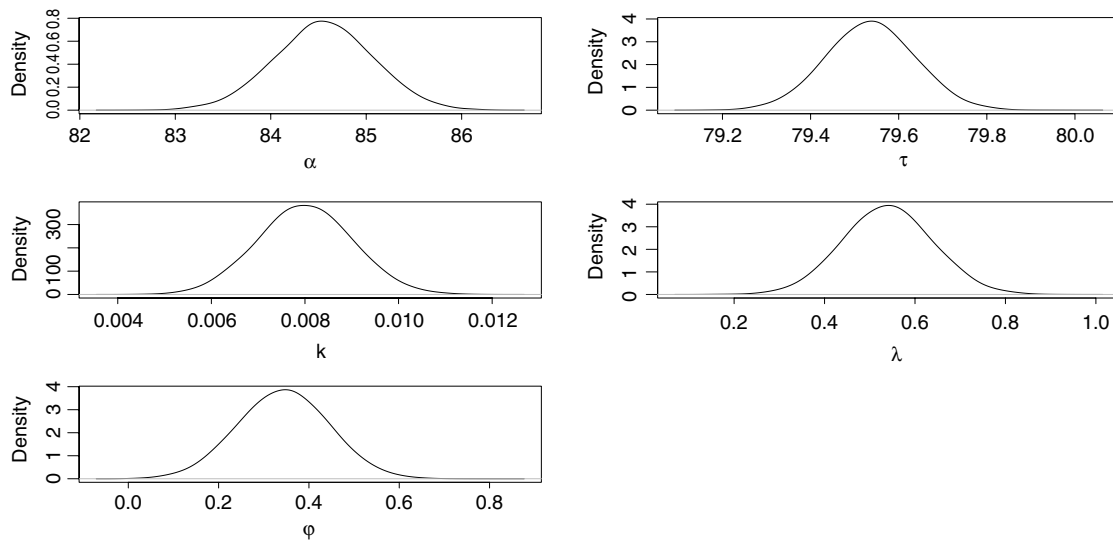 Density
0.0 0.2 0.4 0.6 0.8
82 83 84 85 86
α
Density
0 1 2 3 4
79.2 79.4 79.6 79.8 80.0
τ
Density
0 100 300
0.004 0.006 0.008 0.010 0.012
k
Density
0 1 2 3 4
0.2 0.4 0.6 0.8 1.0
λ
Density
0 1 2 3 4
0.0 0.2 0.4 0.6 0.8
φ